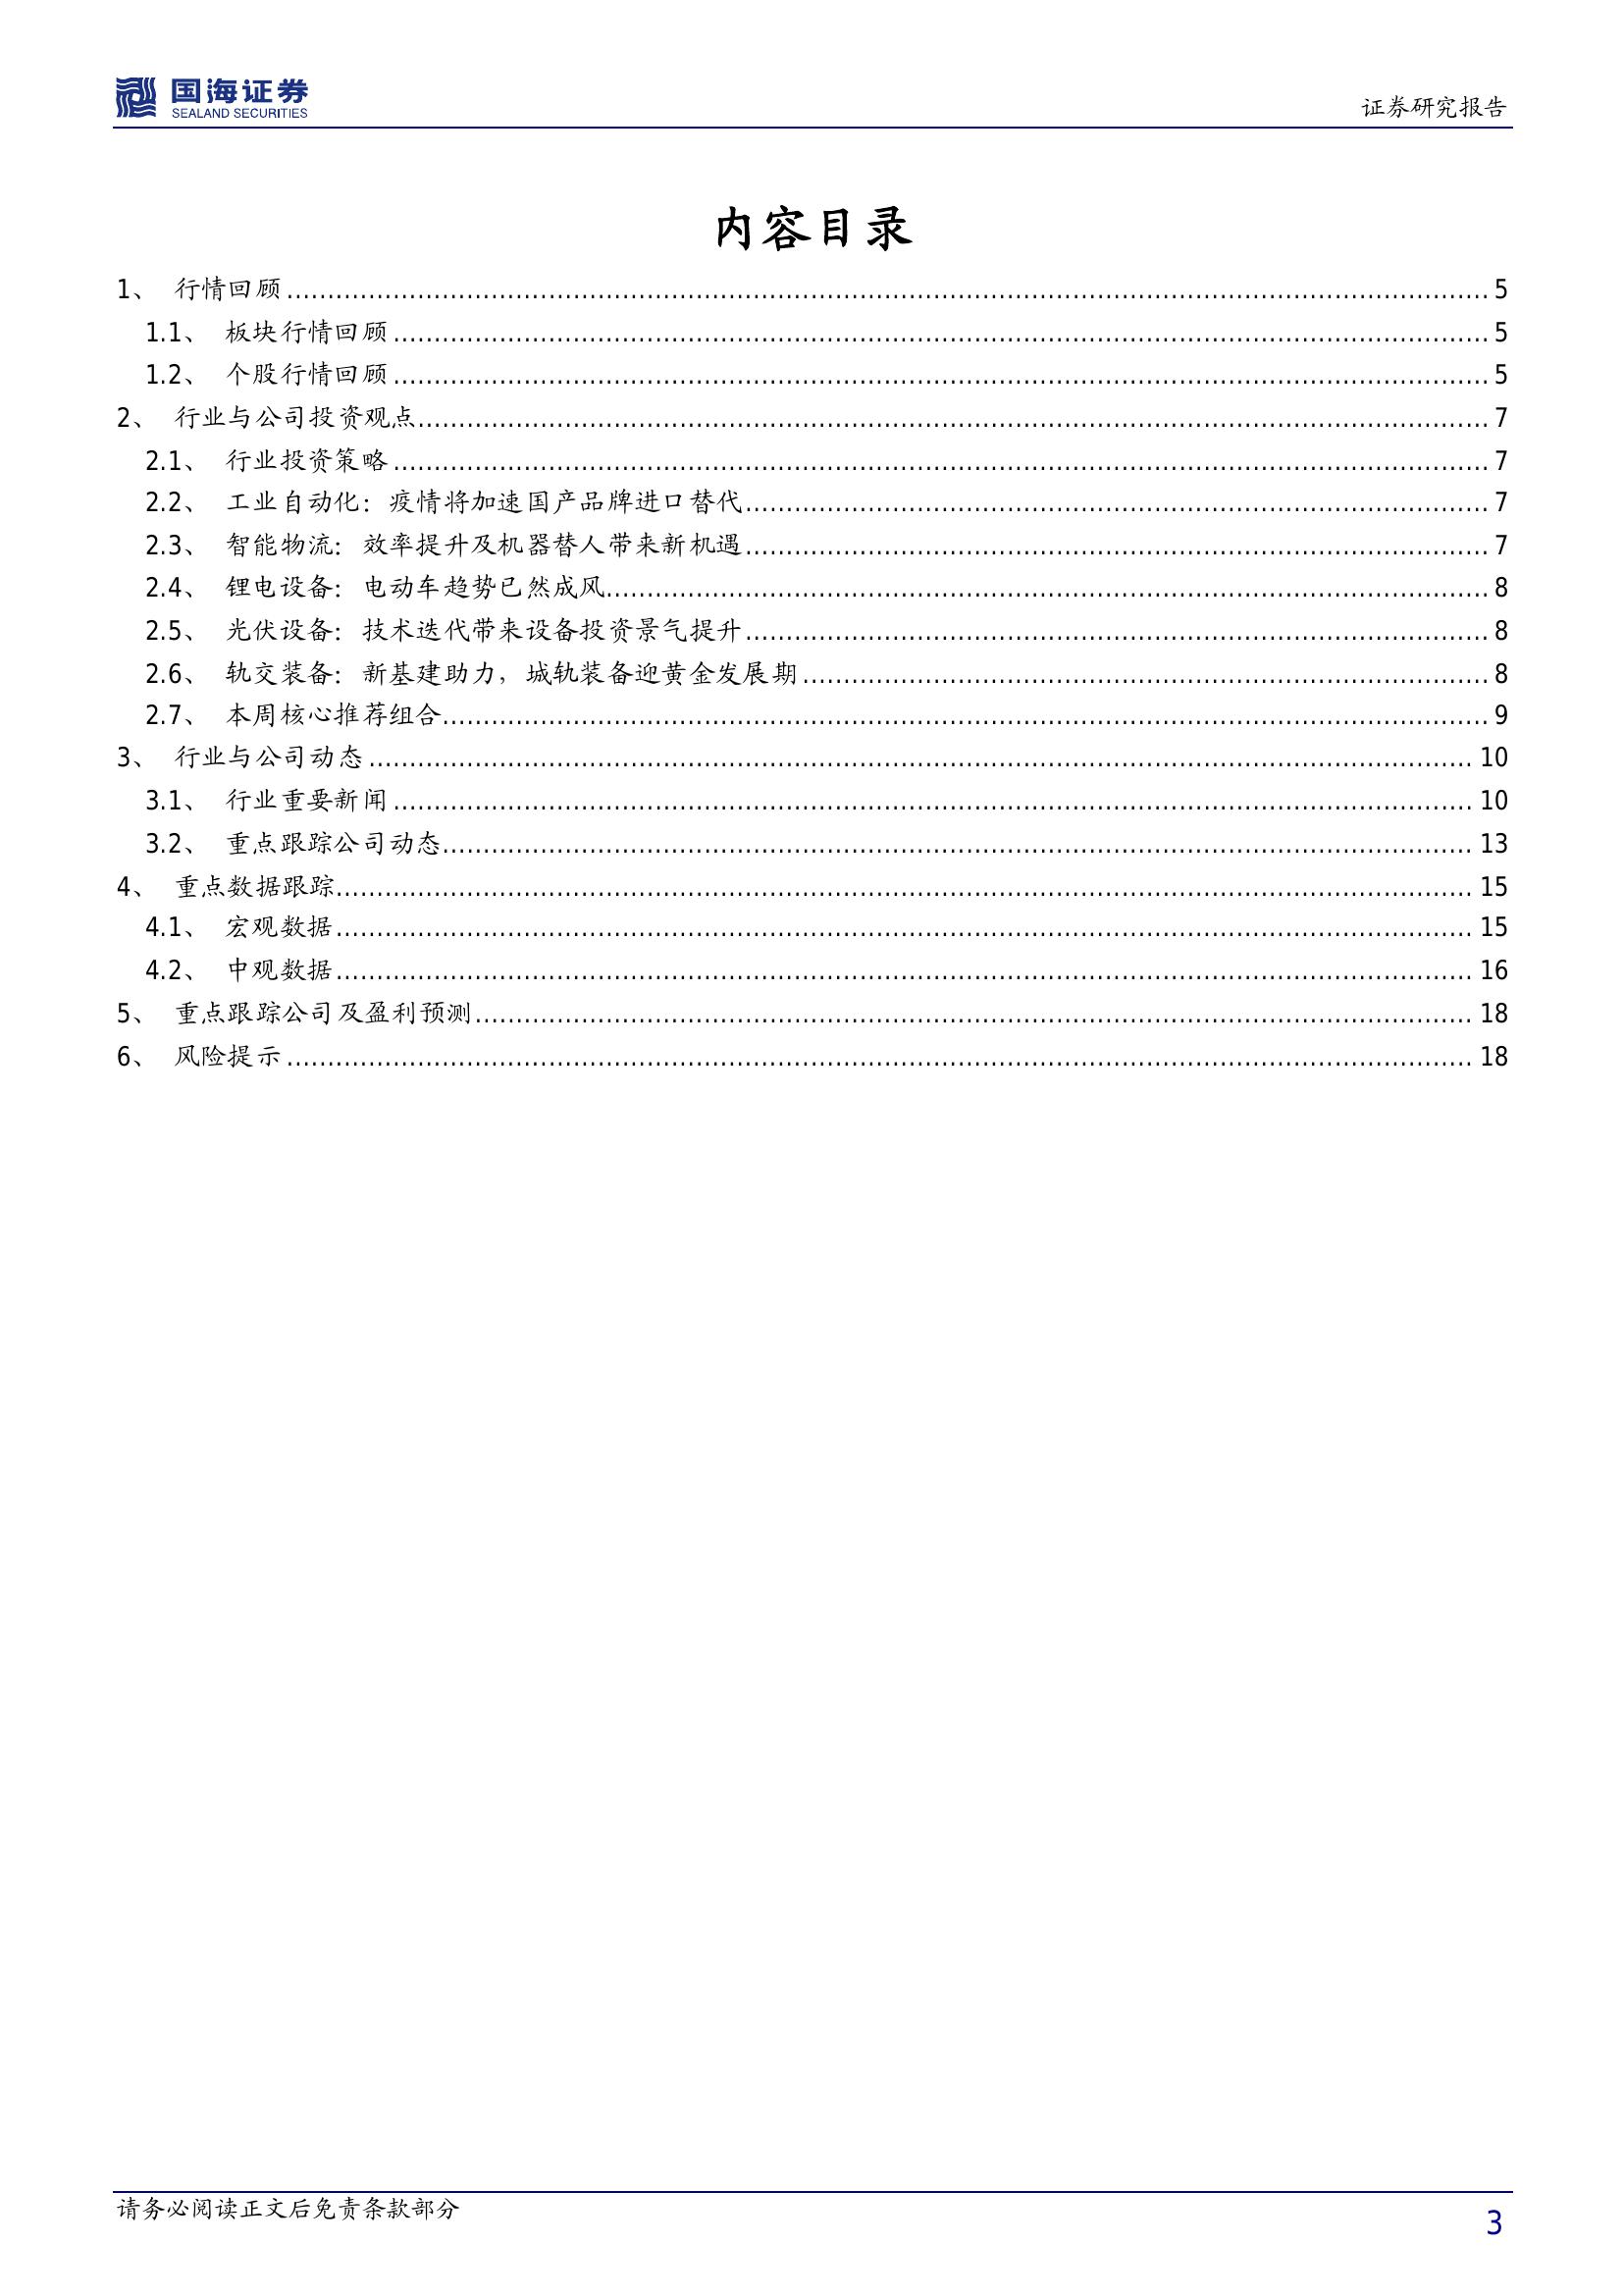 国海证券
SEALAND SECURITIES
证券研究报告
内容目录
1、 行情回顾 ........ 5
1.1、 板块行情回顾 ........ 5
1.2、 个股行情回顾 ........ 5
2、 行业与公司投资观点 ........ 7
2.1、 行业投资策略 ........ 7
2.2、 工业自动化：疫情将加速国产品牌进口替代 ........ 7
2.3、 智能物流：效率提升及机器替人带来新机遇 ........ 7
2.4、 锂电设备：电动车趋势已然成风 ........ 8
2.5、 光伏设备：技术迭代带来设备投资景气提升 ........ 8
2.6、 轨交装备：新基建助力，城轨装备迎黄金发展期 ........ 8
2.7、 本周核心推荐组合 ........ 9
3、 行业与公司动态 ........ 10
3.1、 行业重要新闻 ........ 10
3.2、 重点跟踪公司动态 ........ 13
4、 重点数据跟踪 ........ 15
4.1、 宏观数据 ........ 15
4.2、 中观数据 ........ 16
5、 重点跟踪公司及盈利预测 ........ 18
6、 风险提示 ........ 18
请务必阅读正文后免责条款部分
3